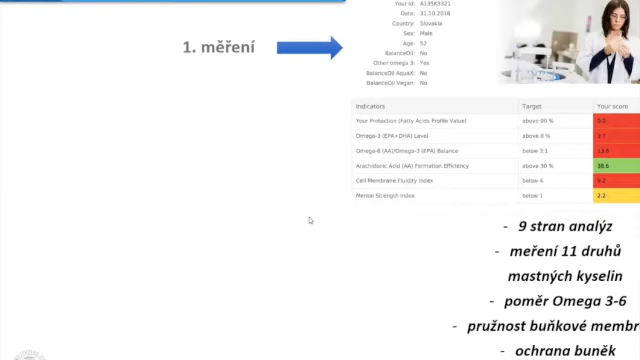 1. měření
Your Id: A135K3321
Date: 31.10.2018
Country: Slovakia
Sex: Male
Age: 52
BalanceOil: No
Other omega 3: Yes
BalanceOil AquaX: No
BalanceOil Vegan: No
Indicators Target Your score
Your Protection (Fatty Acids Profile Value) above 90 %
Omega-3 (EPA+DHA) Level above 8 % 3.7
Omega-6 (AA)/Omega-3 (EPA) Balance below 3:1 13.8
Arachidonic Acid (AA) Formation Efficiency above 30 % 38.6
Cell Membrane Fluidity Index below 4 9.2
Mental Strength Index below 1 2.2
- 9 stran analýz
- měření 11 druhů
mastných kyselin
- poměr Omega 3-6
- pružnost buňkové membr
- ochrana buněk